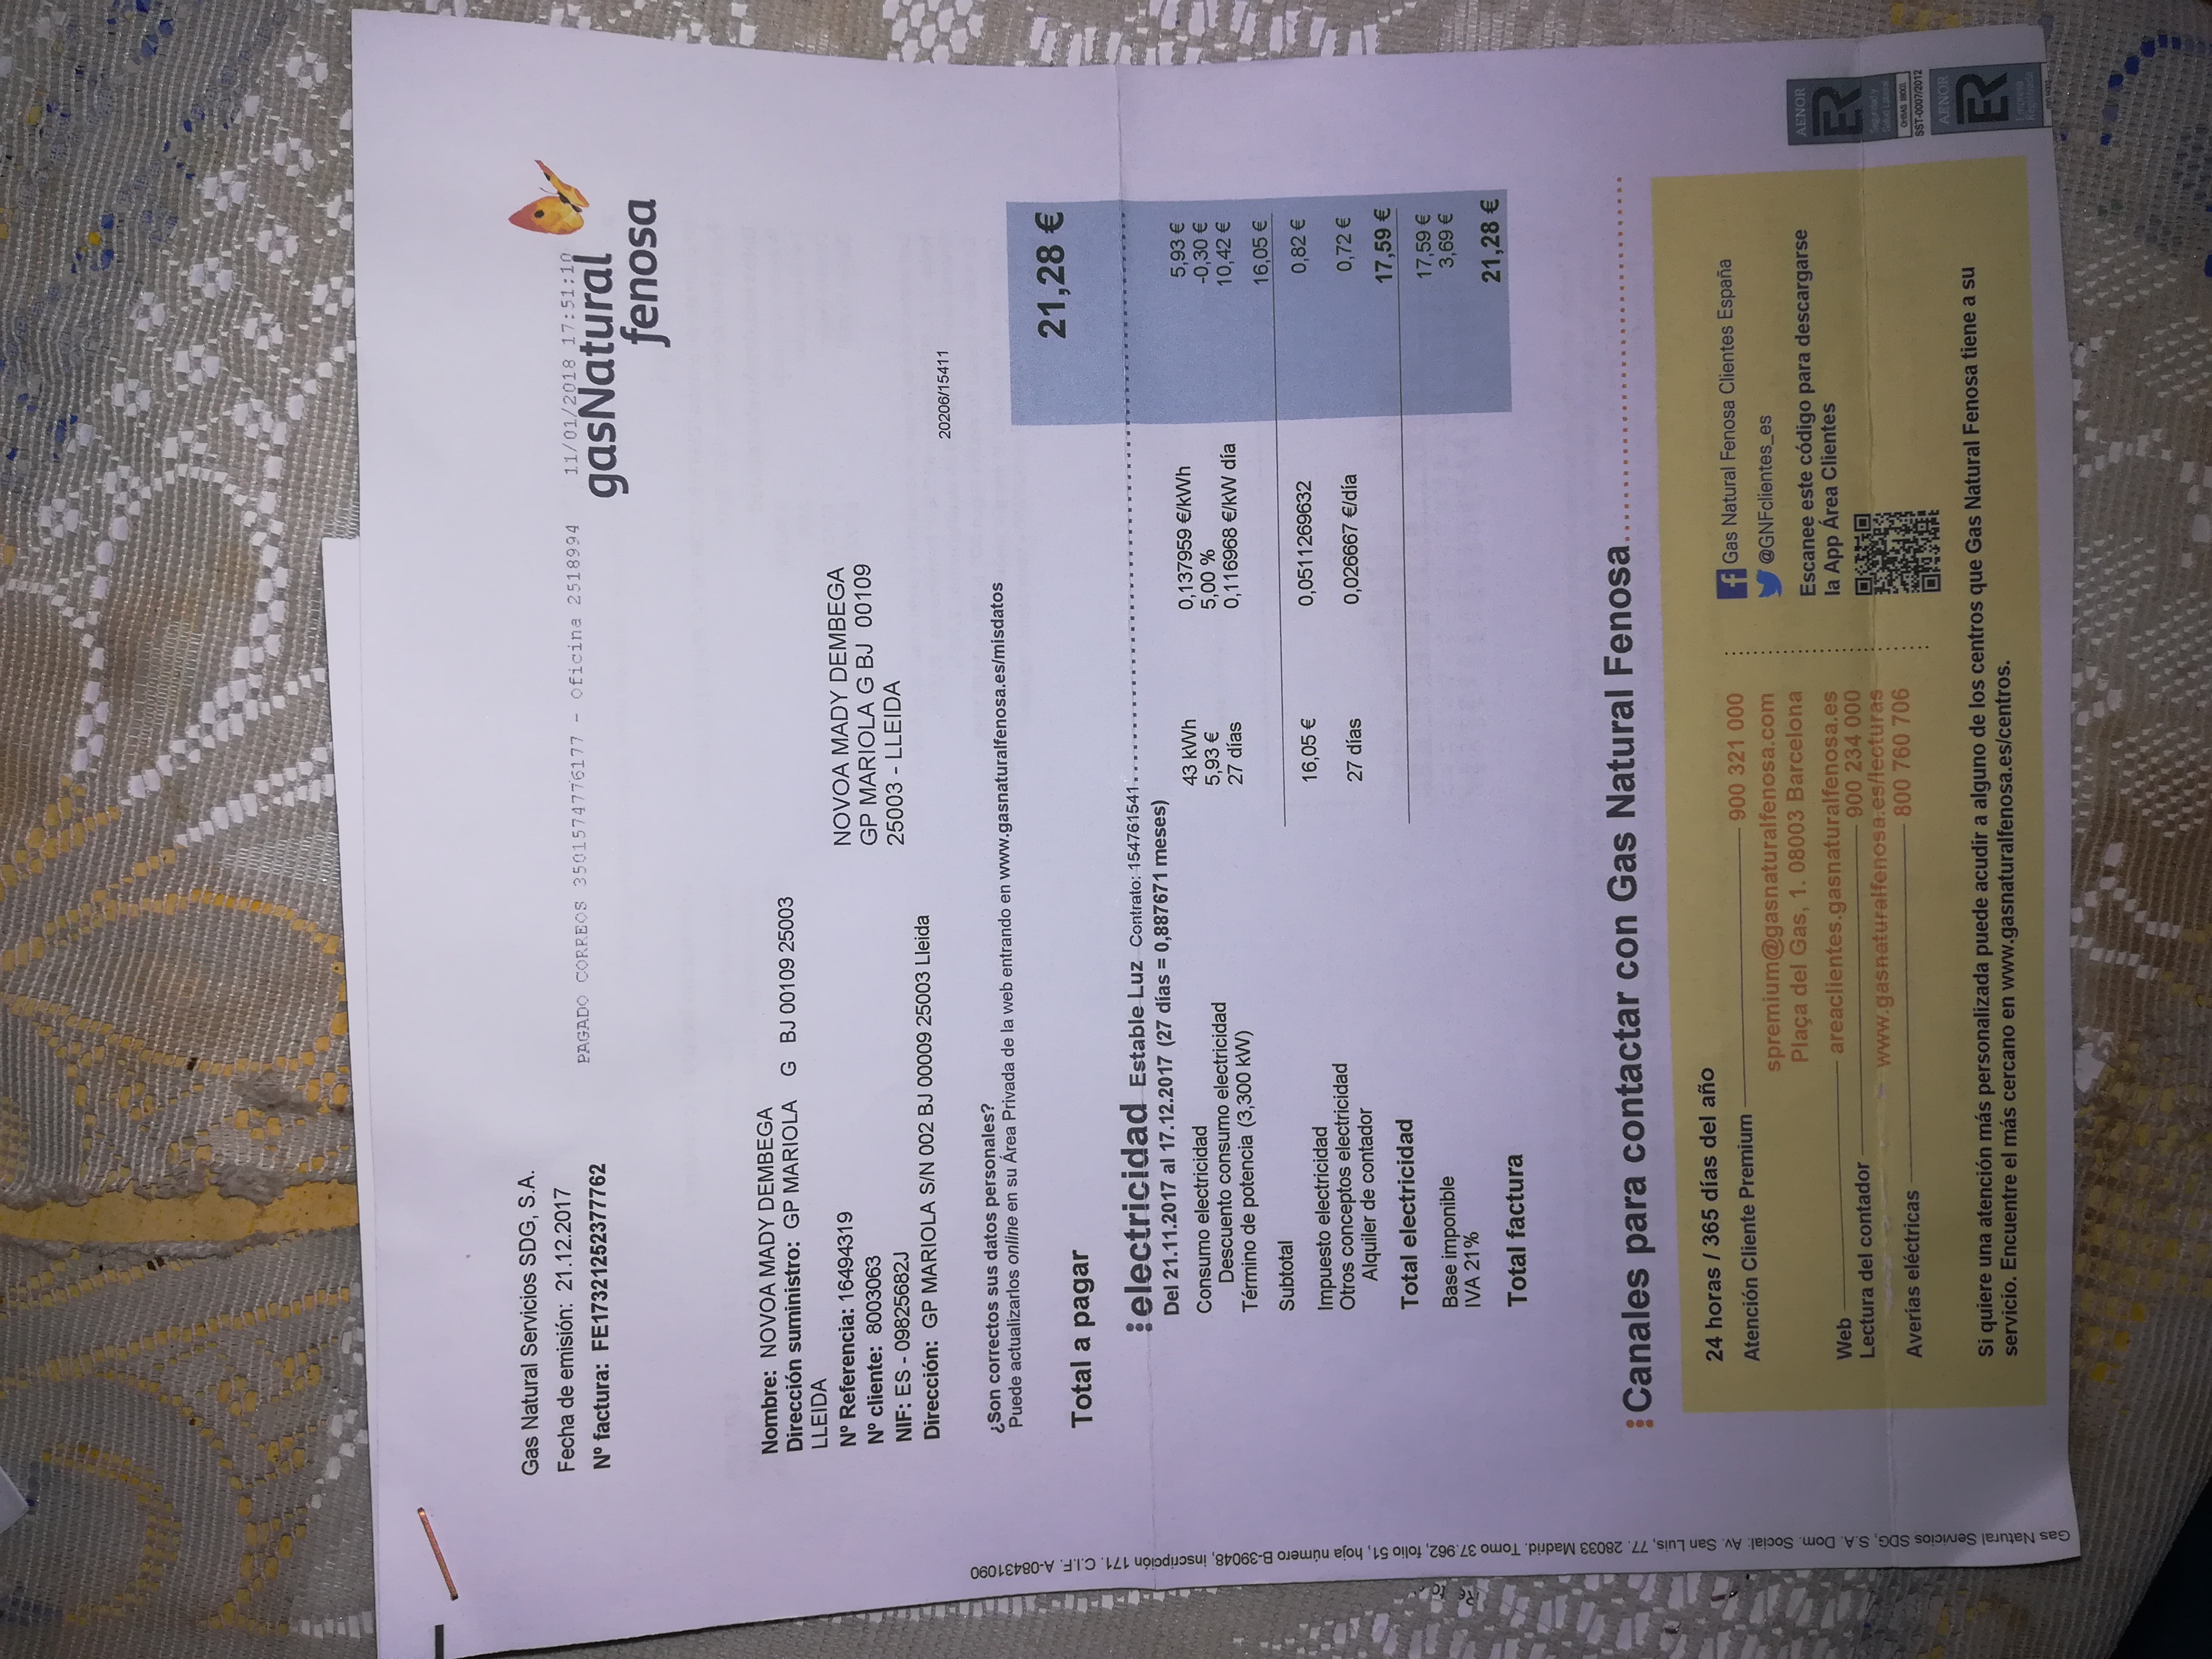 Gas Natural Servicios SDG, S.A.
Fecha de emisión: 21.12.2017
Nº factura: FE17321252377762
PAGADO CORREOS 3501574776177 - Oficina 2518994 11/01/2018 17:51:10
gasNatural
fenosa
Nombre: NOVOA MADY DEMBEGA
Dirección suministro: GP MARIOLA G BJ 00109 25003
LLEIDA
Nº Referencia: 16494319
Nº cliente: 8003063
NIF: ES - 09825682J
Dirección: GP MARIOLA S/N 002 BJ 00009 25003 Lleida
NOVOA MADY DEMBEGA
GP MARIOLA G BJ 00109
25003 - LLEIDA
20206/15411
¿Son correctos sus datos personales?
Puede actualizarlos online en su Área Privada de la web entrando en www.gasnaturalfenosa.es/misdatos
Total a pagar 21,28 €
electricidad Estable Luz Contrato: 154761541
Del 21.11.2017 al 17.12.2017 (27 días = 0,887671 meses)
Consumo electricidad 43 kWh 0,137959 €/kWh 5,93 €
Descuento consumo electricidad 5,93 € 5,00 % -0,30 €
Término de potencia (3,300 kW) 27 días 0,116968 €/kW día 10,42 €
Subtotal 16,05 €
Impuesto electricidad 16,05 € 0,0511269632 0,82 €
Otros conceptos electricidad
Alquiler de contador 27 días 0,026667 €/día 0,72 €
Total electricidad 17,59 €
Base imponible 17,59 €
IVA 21% 3,69 €
Total factura 21,28 €
Canales para contactar con Gas Natural Fenosa
24 horas / 365 días del año
Atención Cliente Premium 900 321 000
spremium@gasnaturalfenosa.com
Plaça del Gas, 1. 08003 Barcelona
Web areaclientes.gasnaturalfenosa.es
Lectura del contador 900 234 000
www.gasnaturalfenosa.es/lecturas
Averías eléctricas 800 760 706
Gas Natural Fenosa Clientes España
@GNFclientes_es
Escanee este código para descargarse
la App Área Clientes
Si quiere una atención más personalizada puede acudir a alguno de los centros que Gas Natural Fenosa tiene a su
servicio. Encuentre el más cercano en www.gasnaturalfenosa.es/centros.
AENOR
ER
Seguridad y
Salud Laboral
OHSAS 18001
SST-0007/2012
AENOR
ER
Empresa
Registrada
Gas Natural Servicios SDG, S.A. Dom. Social: Av. San Luis, 77. 28033 Madrid. Tomo 37.962, folio 51, hoja número B-39048, inscripción 171. C.I.F. A-08431090